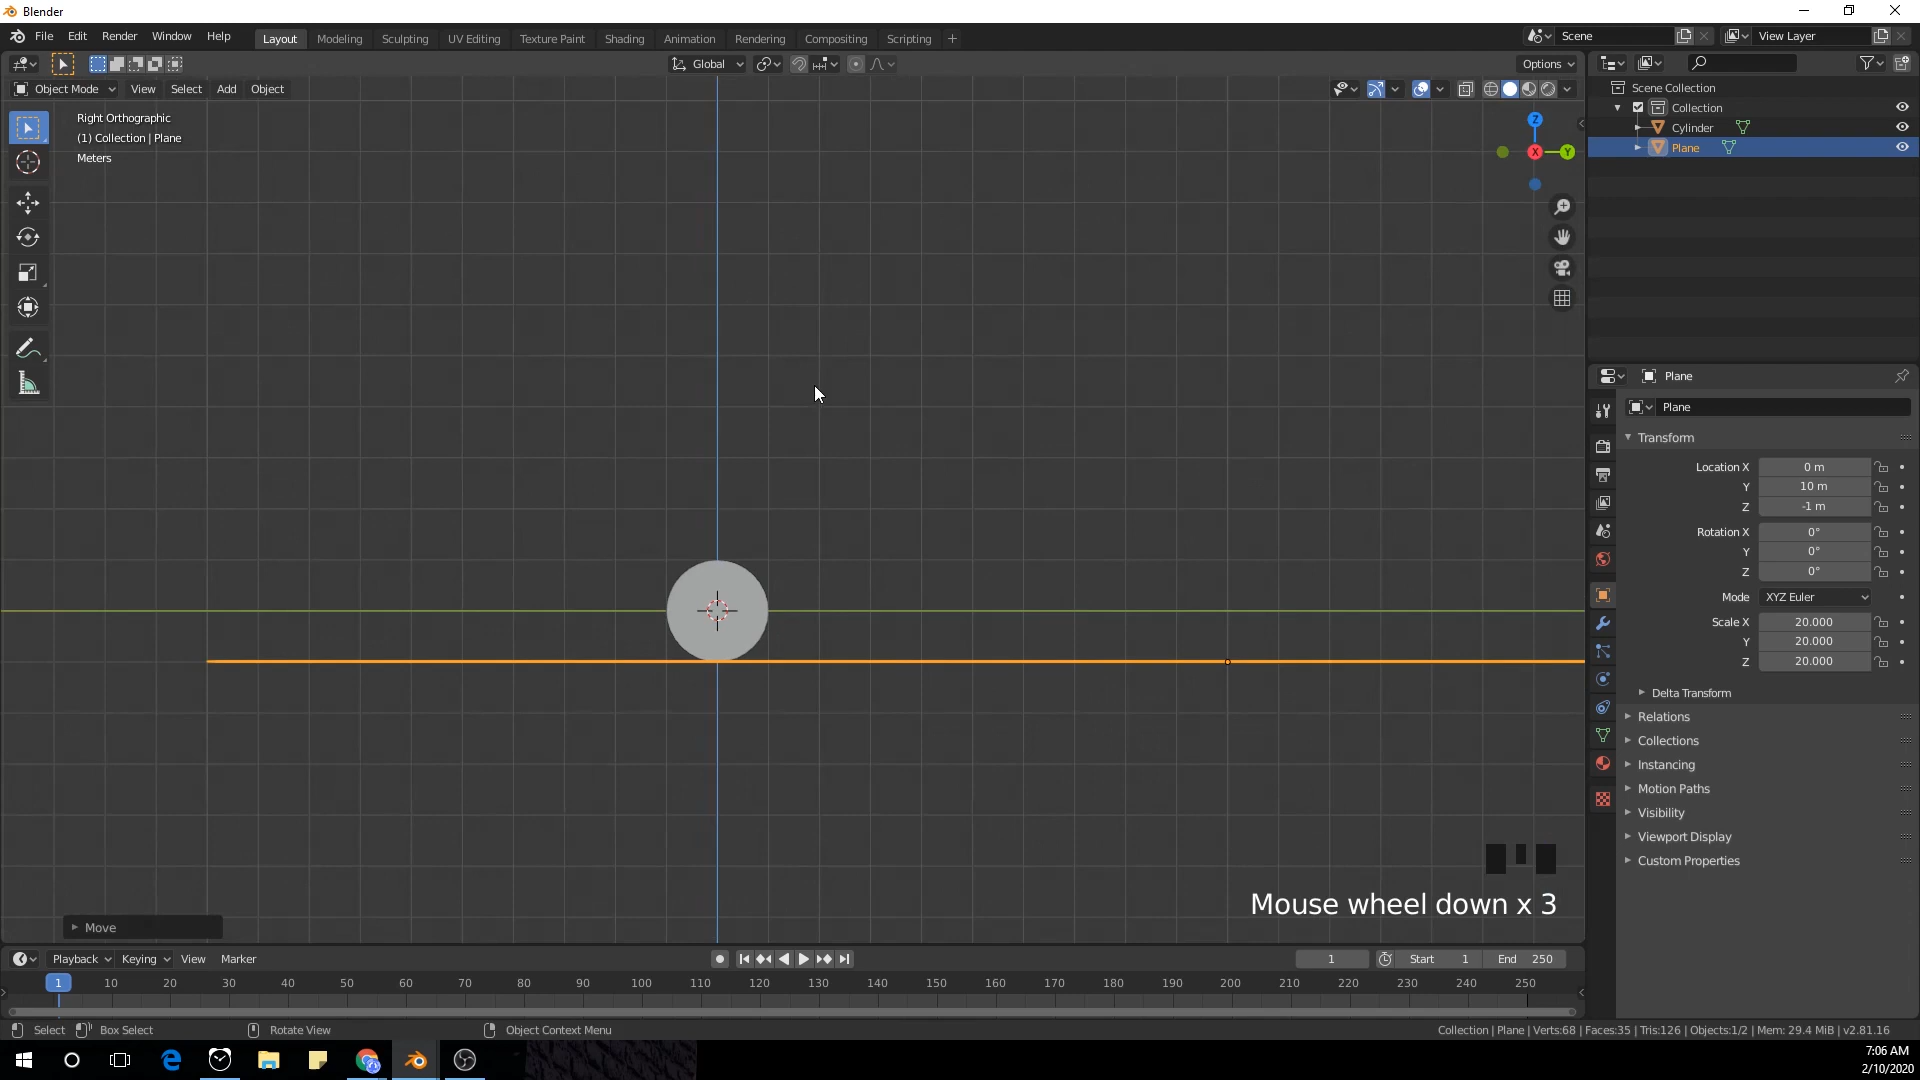 Blender
File Edit Render Window Help Layout Modeling Sculpting UV Editing Texture Paint Shading Animation Rendering Compositing Scripting + Scene View Layer
Global Options
Object Mode View Select Add Object
Right Orthographic
(1) Collection | Plane
Meters
Z
X
Y
Scene Collection
Collection
Cylinder
Plane
Plane
Plane
Transform
Location X 0 m
Y 10 m
Z -1 m
Rotation X 0°
Y 0°
Z 0°
Mode XYZ Euler
Scale X 20.000
Y 20.000
Z 20.000
Delta Transform
Relations
Collections
Instancing
Motion Paths
Visibility
Viewport Display
Custom Properties
Mouse wheel down x 3
Move
Playback Keying View Marker 1 Start 1 End 250
1 10 20 30 40 50 60 70 80 90 100 110 120 130 140 150 160 170 180 190 200 210 220 230 240 250
Select Box Select Rotate View Object Context Menu Collection | Plane | Verts:68 | Faces:35 | Tris:126 | Objects:1/2 | Mem: 29.4 MiB | v2.81.16
7:06 AM
2/10/2020